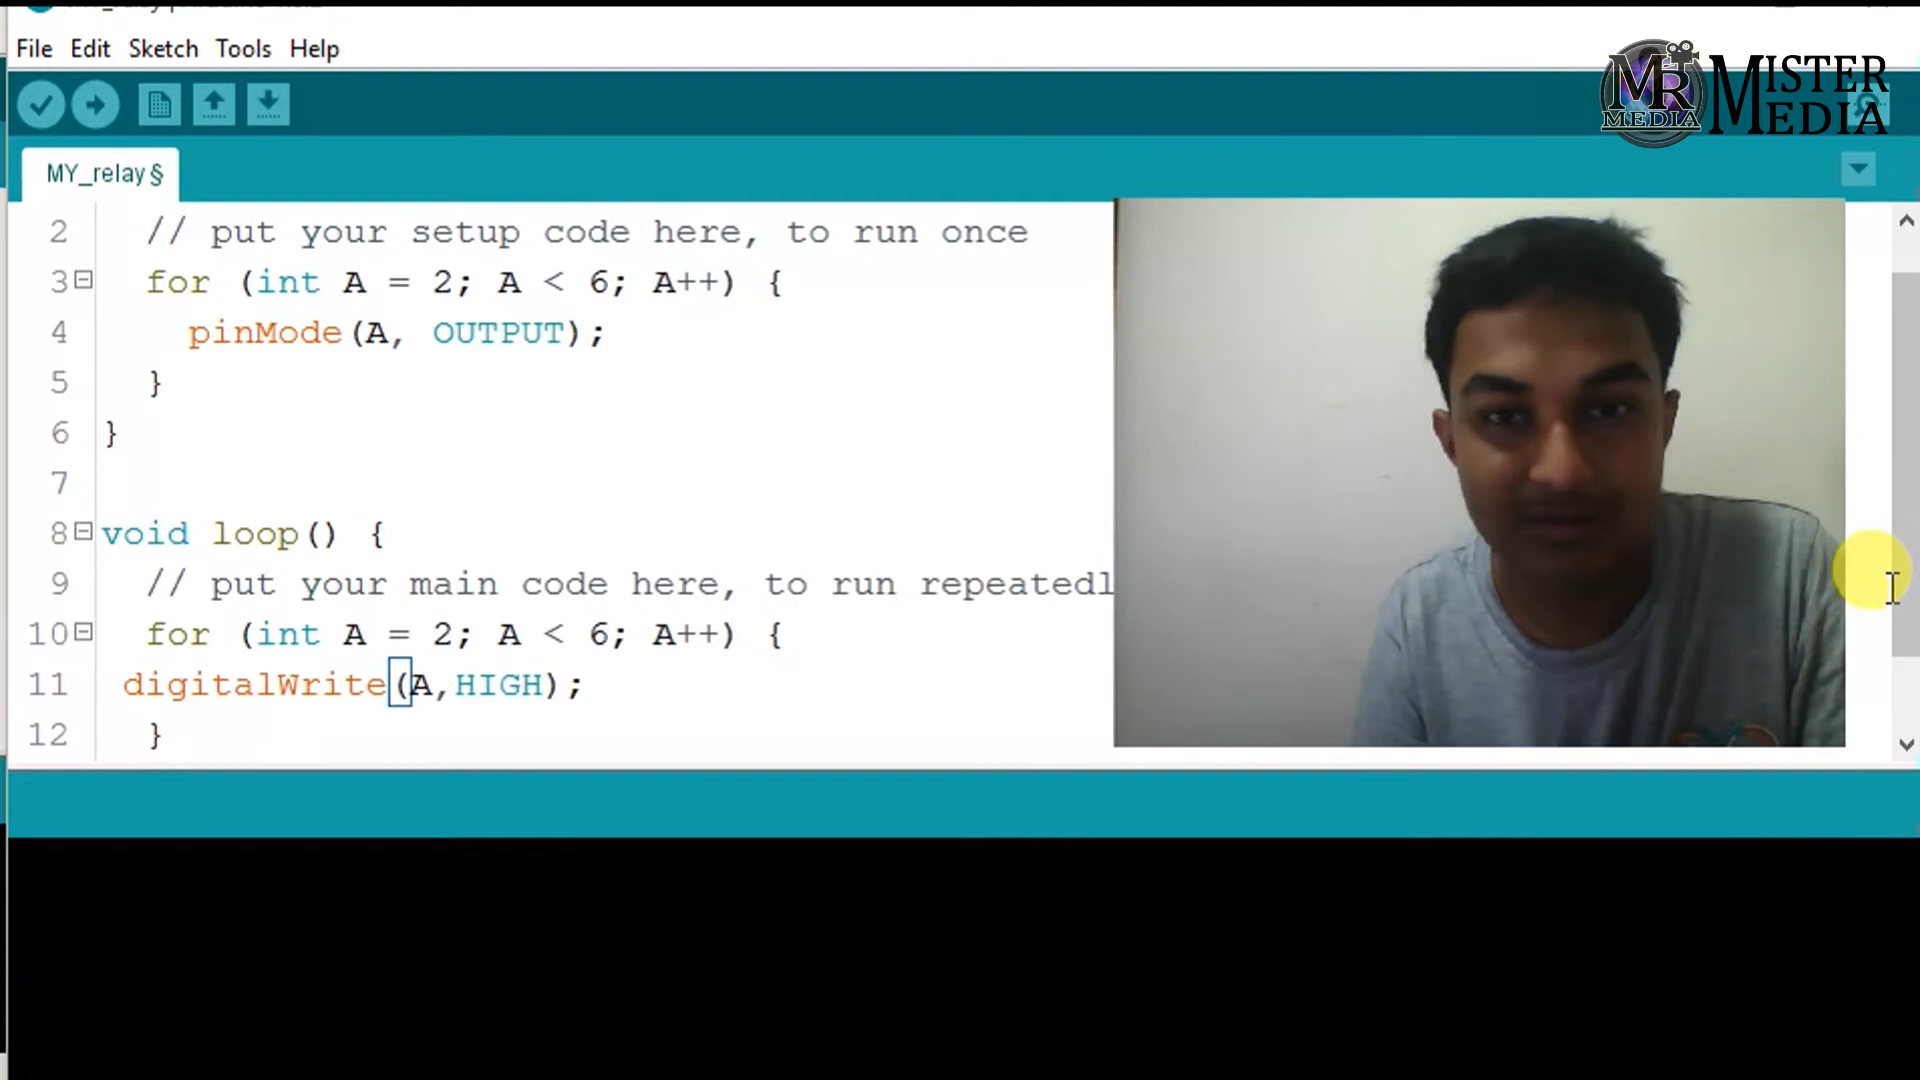 File Edit Sketch Tools Help
MR
MEDIA
MISTER
MEDIA
MY_relay §
2 // put your setup code here, to run once
3 for (int A = 2; A < 6; A++) {
4 pinMode(A, OUTPUT);
5 }
6 }
7
8 void loop() {
9 // put your main code here, to run repeatedl
10 for (int A = 2; A < 6; A++) {
11 digitalWrite(A,HIGH);
12 }